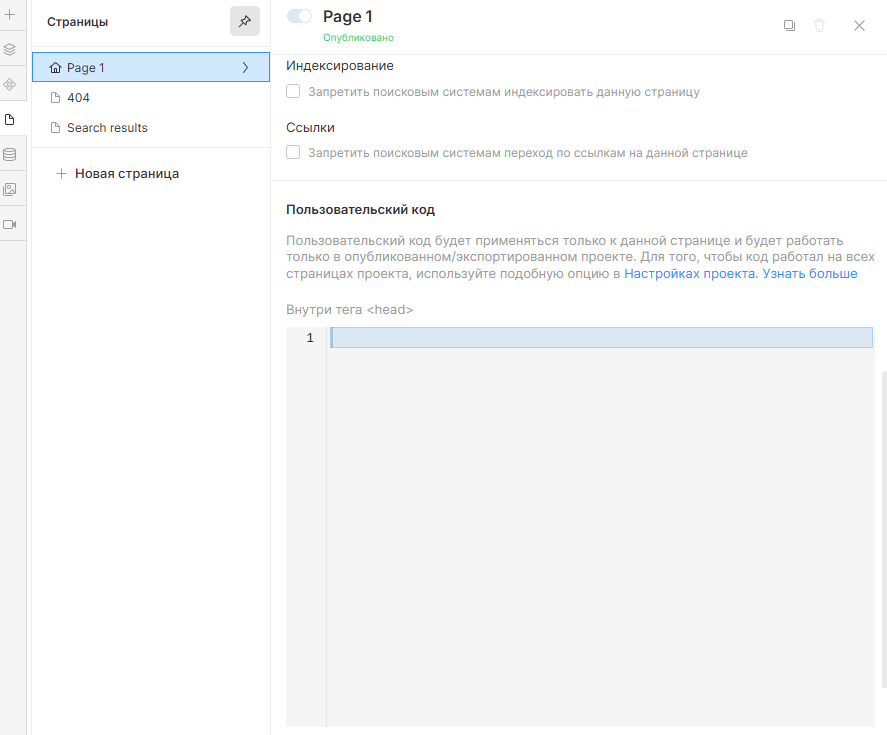 Страницы
Page 1
404
Search results
Новая страница
Page 1
Опубликовано
Индексирование
Запретить поисковым системам индексировать данную страницу
Ссылки
Запретить поисковым системам переход по ссылкам на данной странице
Пользовательский код
Пользовательский код будет применяться только к данной странице и будет работать
только в опубликованном/экспортированном проекте. Для того, чтобы код работал на всех
страницах проекта, используйте подобную опцию в Настройках проекта. Узнать больше
Внутри тега <head>
1